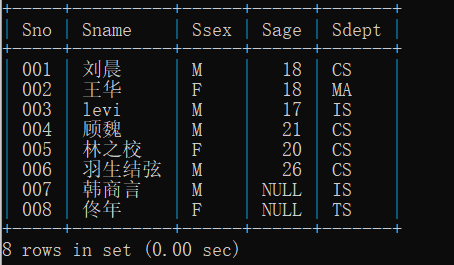 +-----+----------+------+------+-------+
| Sno | Sname | Ssex | Sage | Sdept |
+-----+----------+------+------+-------+
| 001 | 刘晨 | M | 18 | CS |
| 002 | 王华 | F | 18 | MA |
| 003 | levi | M | 17 | IS |
| 004 | 顾魏 | M | 21 | CS |
| 005 | 林之校 | F | 20 | CS |
| 006 | 羽生结弦 | M | 26 | CS |
| 007 | 韩商言 | M | NULL | IS |
| 008 | 佟年 | F | NULL | TS |
+-----+----------+------+------+-------+
8 rows in set (0.00 sec)